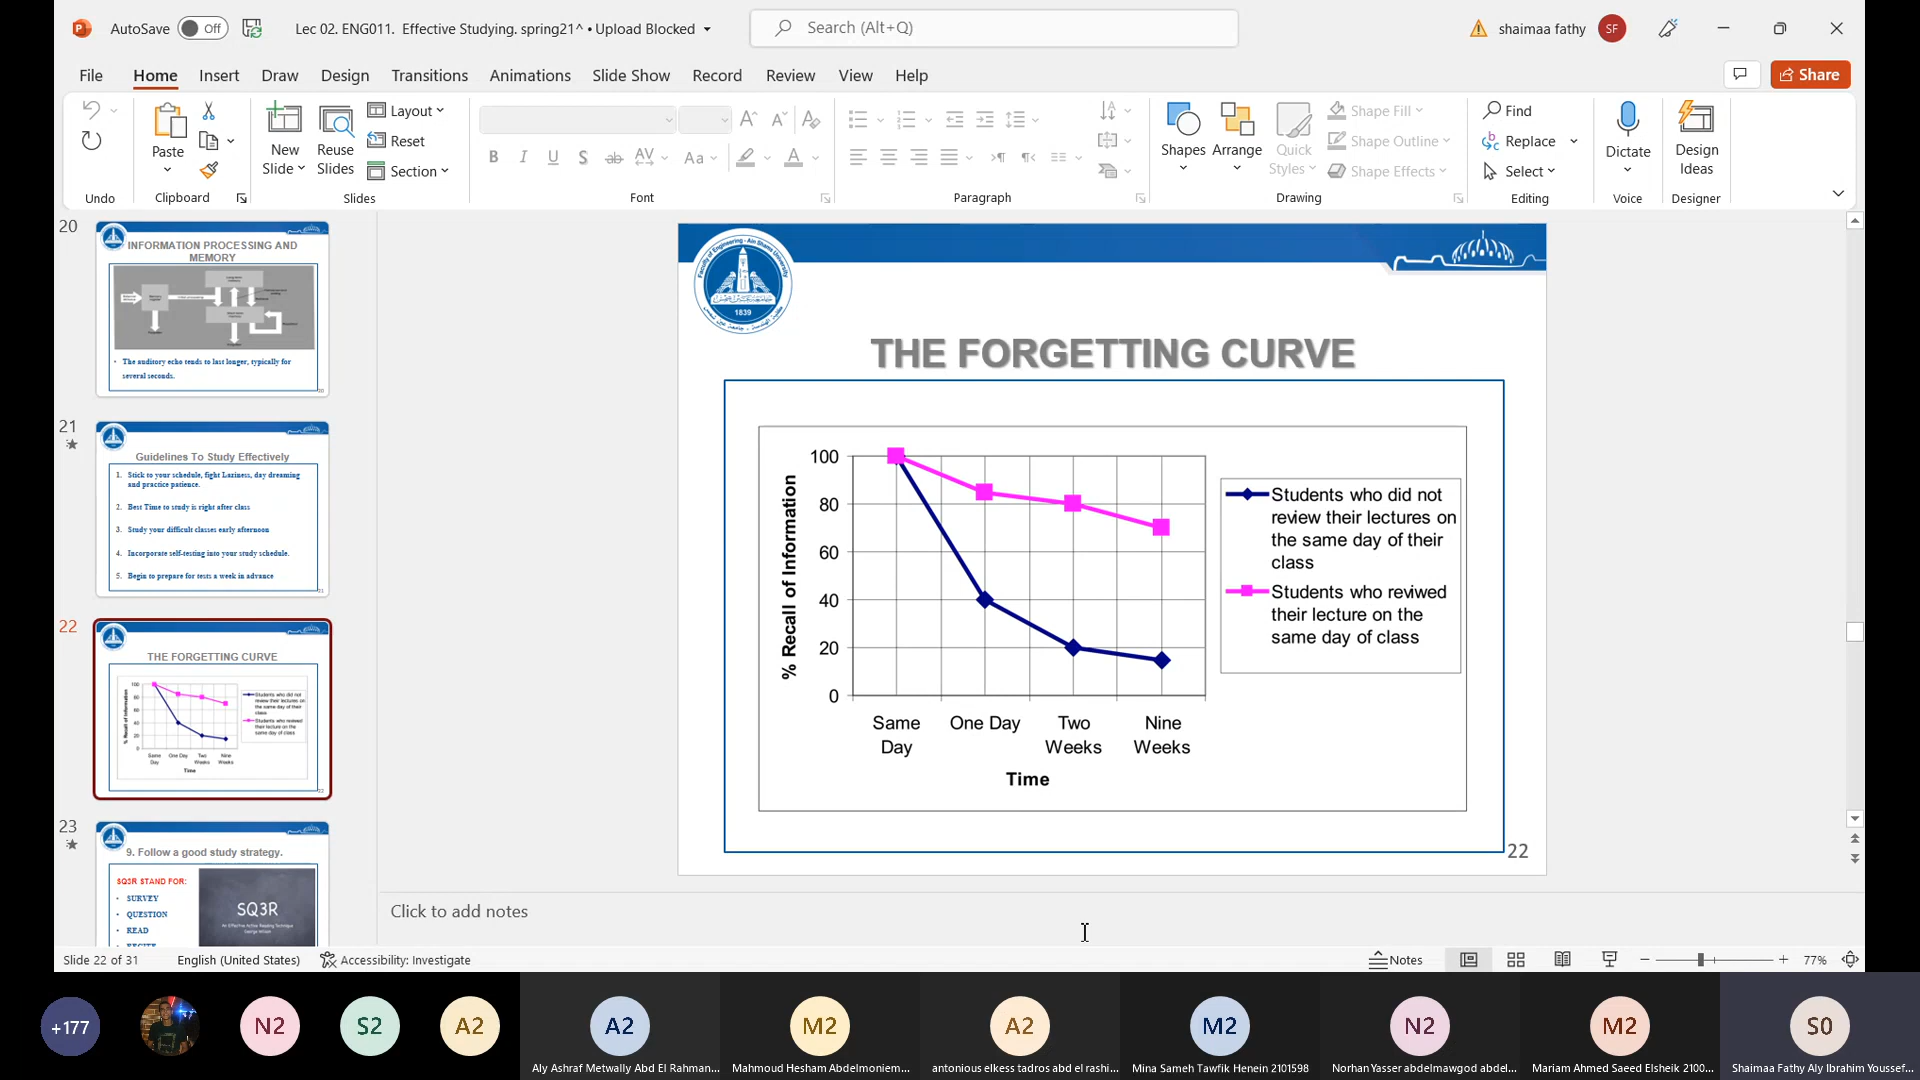 AutoSave Off Lec 02. ENG011. Effective Studying. spring21^ • Upload Blocked Search (Alt+Q) shaimaa fathy SF
File Home Insert Draw Design Transitions Animations Slide Show Record Review View Help Share
Paste
New Slide
Reuse Slides
Layout
Reset
Section
Shapes
Arrange
Quick Styles
Shape Fill
Shape Outline
Shape Effects
Find
Replace
Select
Dictate
Design Ideas
Undo Clipboard Slides Font Paragraph Drawing Editing Voice Designer
20
INFORMATION PROCESSING AND
MEMORY
• The auditory echo tends to last longer, typically for
several seconds.
21
Guidelines To Study Effectively
1. Stick to your schedule, fight Laziness, day dreaming
and practice patience.
2. Best Time to study is right after class
3. Study your difficult classes early afternoon
4. Incorporate self-testing into your study schedule.
5. Begin to prepare for tests a week in advance
22
THE FORGETTING CURVE
23
9. Follow a good study strategy.
SQ3R STAND FOR:
• SURVEY
• QUESTION
• READ
SQ3R
Faculty of Engineering - Ain Shams University
1839
THE FORGETTING CURVE
% Recall of Information
100
80
60
40
20
0
Same Day
One Day
Two Weeks
Nine Weeks
Time
Students who did not
review their lectures on
the same day of their
class
Students who reviwed
their lecture on the
same day of class
22
Click to add notes
Slide 22 of 31 English (United States) Accessibility: Investigate Notes 77%
+177 N2 S2 A2 A2 M2 A2 M2 N2 M2 S0
Aly Ashraf Metwally Abd El Rahman...
Mahmoud Hesham Abdelmoniem...
antonious elkess tadros abd el rashi...
Mina Sameh Tawfik Henein 2101598
Norhan Yasser abdelmawgod abdel...
Mariam Ahmed Saeed Elsheik 2100...
Shaimaa Fathy Aly Ibrahim Youssef...